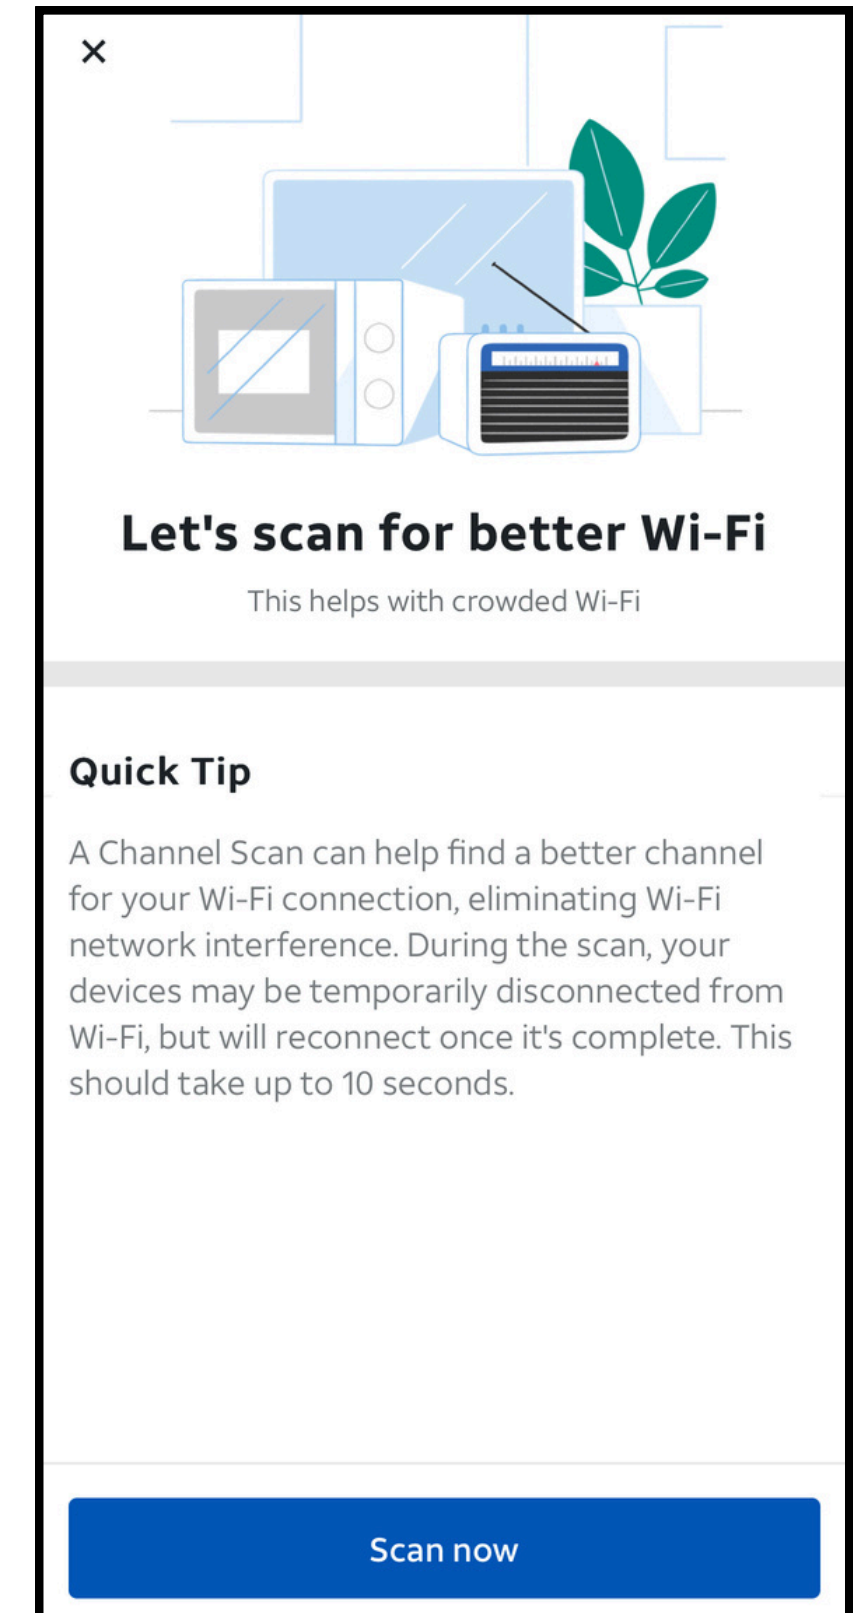 Let's scan for better Wi-Fi
This helps with crowded Wi-Fi
Quick Tip
A Channel Scan can help find a better channel
for your Wi-Fi connection, eliminating Wi-Fi
network interference. During the scan, your
devices may be temporarily disconnected from
Wi-Fi, but will reconnect once it's complete. This
should take up to 10 seconds.
Scan now